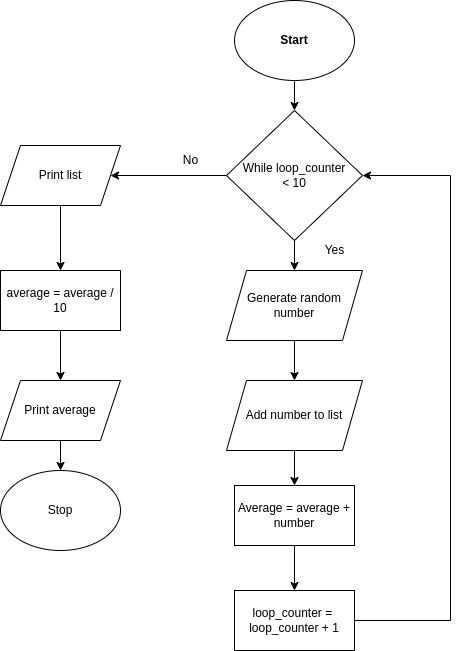 Start
While loop_counter
< 10
No
Yes
Print list
average = average /
10
Print average
Stop
Generate random
number
Add number to list
Average = average +
number
loop_counter =
loop_counter + 1